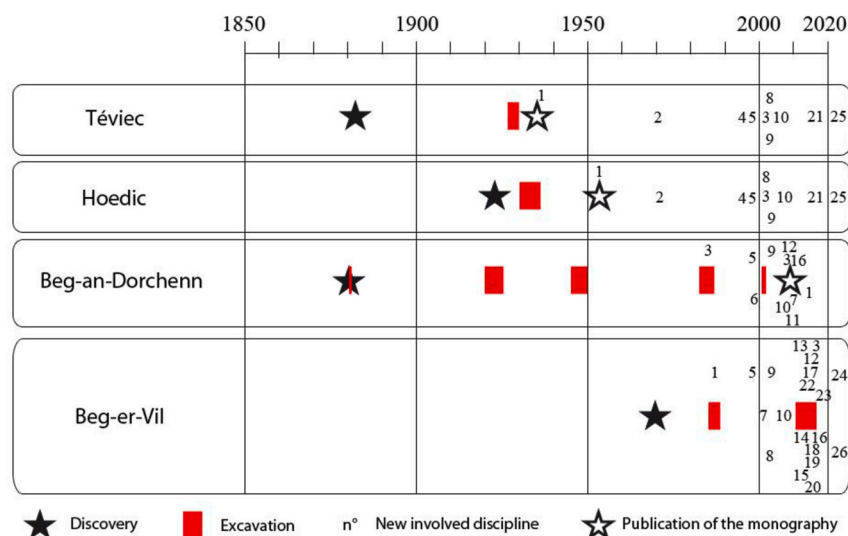 1850 1900 1950 2000 2020
1
8
Téviec 2 4 5 3 10 21 25
9
1
8
Hoedic 2 4 5 3 10 21 25
9
3 9 12
5 3 16
Beg-an-Dorchenn
6 7 1
10
11
13 3
12
1 5 9 17 24
22
23
Beg-er-Vil 7 10
14 16
18
8 26
19
15
20
Discovery Excavation n° New involved discipline Publication of the monography